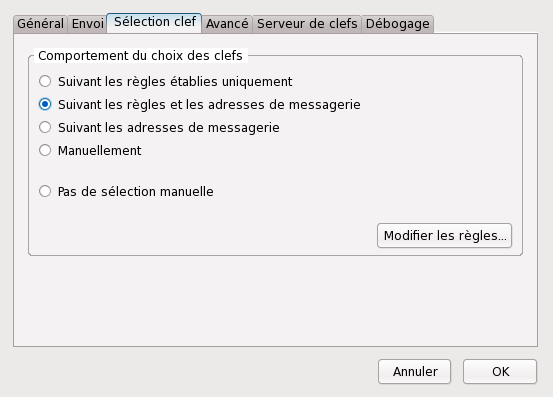 Général Envoi Sélection clef Avancé Serveur de clefs Débogage
Comportement du choix des clefs
Suivant les règles établies uniquement
Suivant les règles et les adresses de messagerie
Suivant les adresses de messagerie
Manuellement
Pas de sélection manuelle
Modifier les règles...
Annuler OK